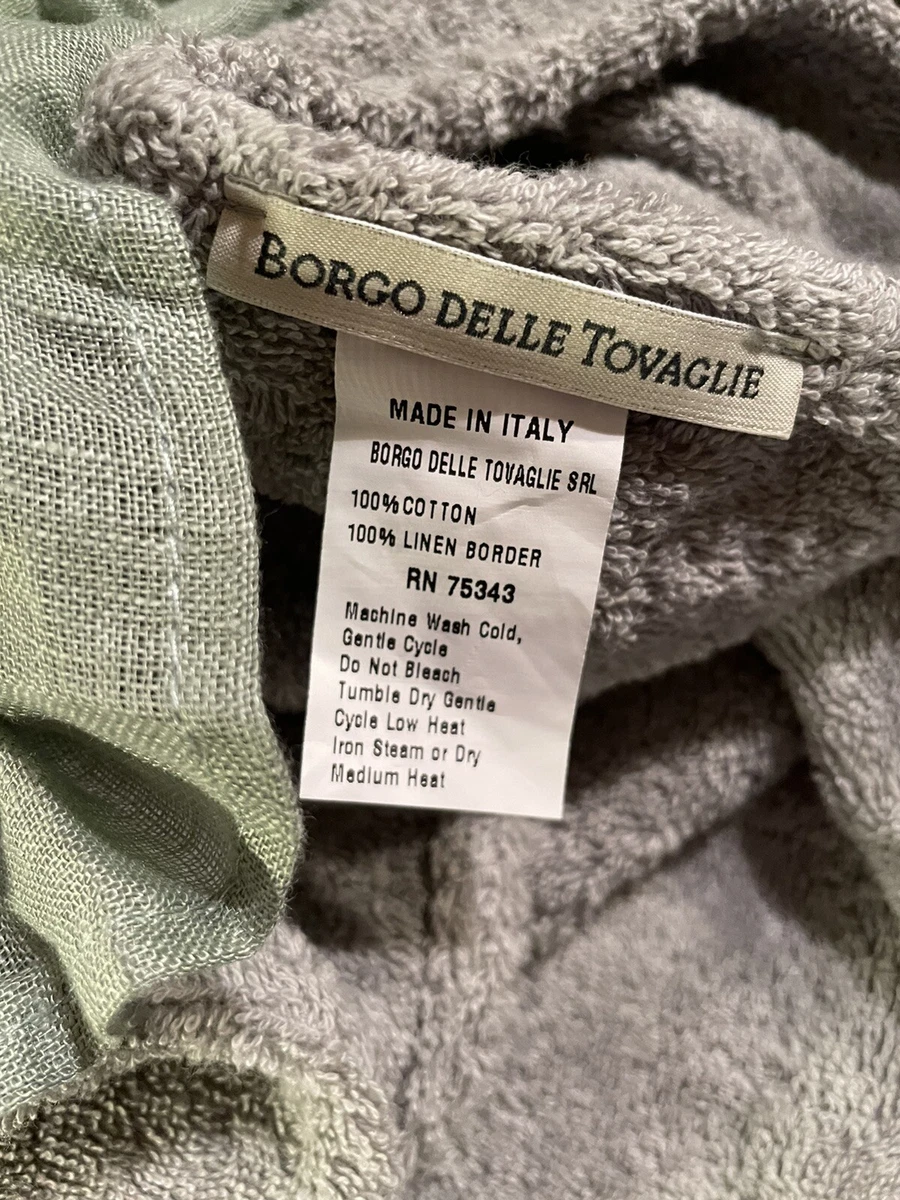 BORGO DELLE TOVAGLIE
MADE IN ITALY
BORGO DELLE TOVAGLIE SRL
100% COTTON
100% LINEN BORDER
RN 75343
Machine Wash Cold,
Gentle Cycle
Do Not Bleach
Tumble Dry Gentle
Cycle Low Heat
Iron Steam or Dry
Medium Heat